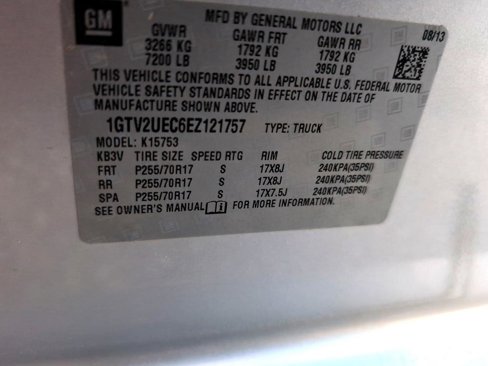 GM
MFD BY GENERAL MOTORS LLC
08/13
GVWR GAWR FRT GAWR RR
3266 KG 1792 KG 1792 KG
7200 LB 3950 LB 3950 LB
THIS VEHICLE CONFORMS TO ALL APPLICABLE U.S. FEDERAL MOTOR
VEHICLE SAFETY STANDARDS IN EFFECT ON THE DATE OF
MANUFACTURE SHOWN ABOVE.
1GTV2UEC6EZ121757 TYPE: TRUCK
MODEL: K15753
KB3V TIRE SIZE SPEED RTG RIM COLD TIRE PRESSURE
FRT P255/70R17 S 17X8J 240KPA(35PSI)
RR P255/70R17 S 17X8J 240KPA(35PSI)
SPA P255/70R17 S 17X7.5J 240KPA(35PSI)
SEE OWNER'S MANUAL FOR MORE INFORMATION.